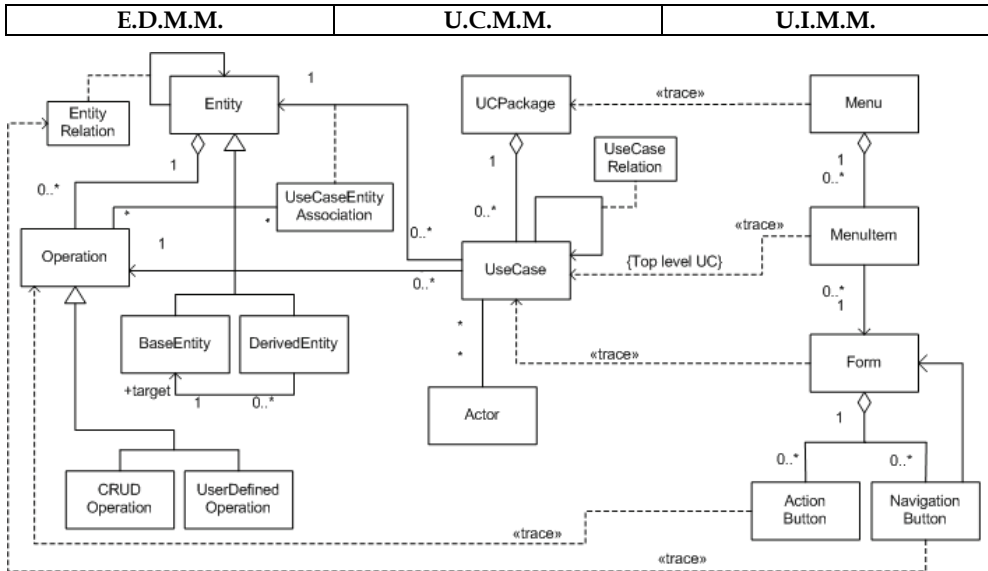 E.D.M.M. U.C.M.M. U.I.M.M.
1
Entity
UCPackage
«trace»
Menu
Entity
Relation
UseCase
Relation
1
1
1
0..*
0..*
UseCaseEntity
Association
*
*
0..*
«trace»
MenuItem
Operation
1
0..*
UseCase
{Top level UC}
0..*
0..*
1
BaseEntity
DerivedEntity
*
«trace»
Form
+target
1
0..*
*
Actor
1
0..*
0..*
CRUD
Operation
UserDefined
Operation
Action
Button
Navigation
Button
«trace»
«trace»